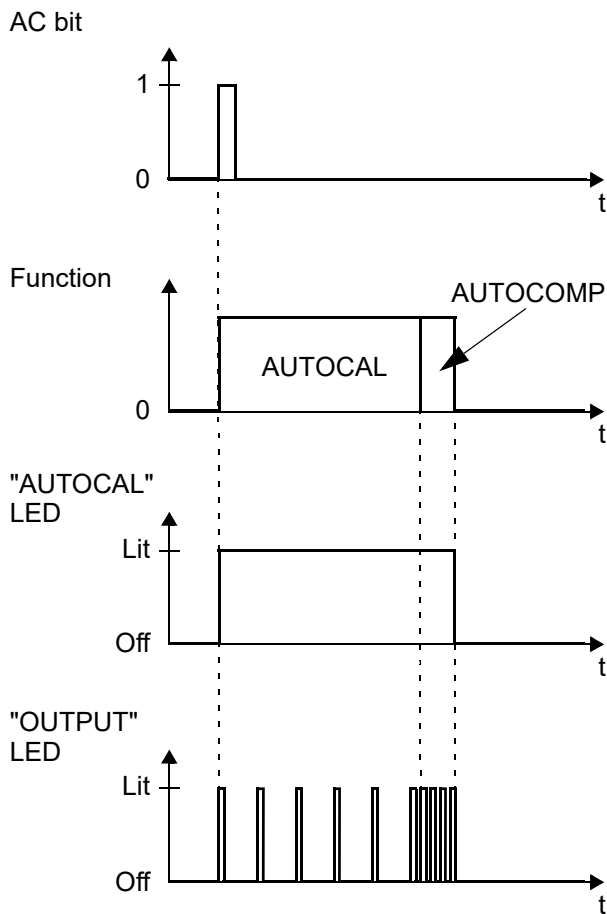 AC bit
1
0
t
Function
AUTOCOMP
AUTOCAL
0
t
"AUTOCAL"
LED
Lit
Off
t
"OUTPUT"
LED
Lit
Off
t